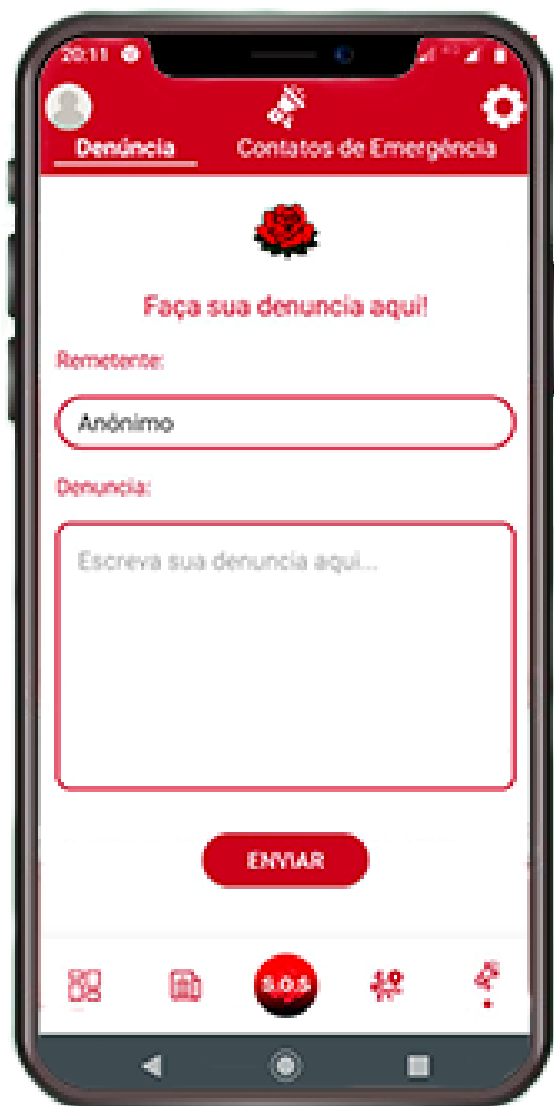 20:11
Denúncia
Contatos de Emergência
Faça sua denuncia aqui!
Remetente:
Anônimo
Denuncia:
Escreva sua denuncia aqui...
ENVIAR
S.O.S